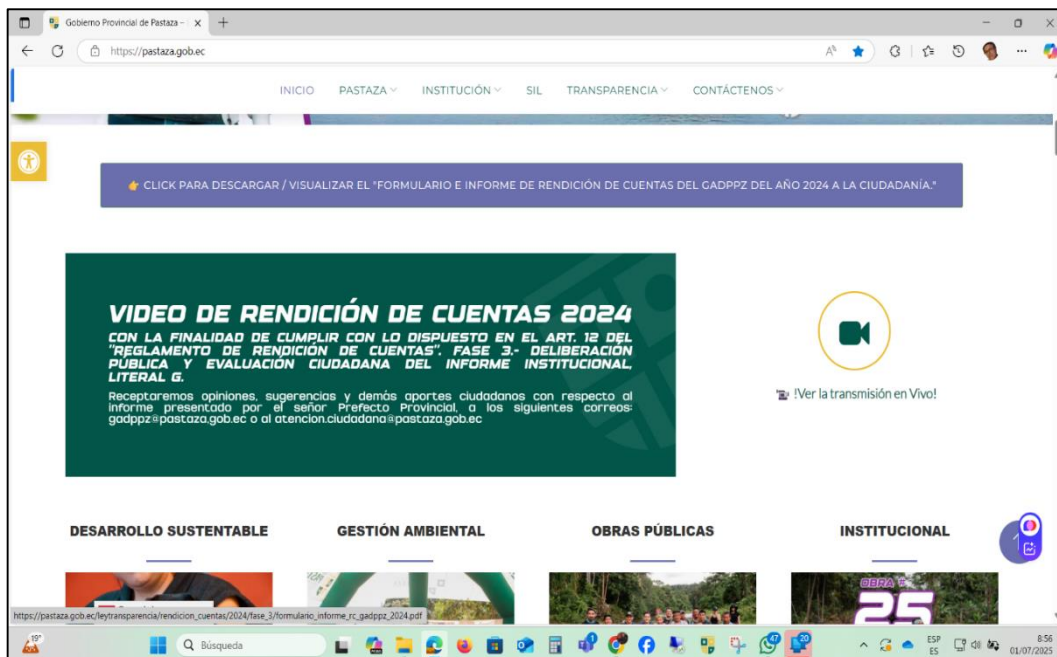 Gobierno Provincial de Pastaza –
https://pastaza.gob.ec
INICIO PASTAZA INSTITUCIÓN SIL TRANSPARENCIA CONTÁCTENOS
CLICK PARA DESCARGAR / VISUALIZAR EL "FORMULARIO E INFORME DE RENDICIÓN DE CUENTAS DEL GADPPZ DEL AÑO 2024 A LA CIUDADANÍA."
VIDEO DE RENDICIÓN DE CUENTAS 2024
CON LA FINALIDAD DE CUMPLIR CON LO DISPUESTO EN EL ART. 12 DEL
"REGLAMENTO DE RENDICIÓN DE CUENTAS". FASE 3.- DELIBERACIÓN
PÚBLICA Y EVALUACIÓN CIUDADANA DEL INFORME INSTITUCIONAL,
LITERAL G.
Receptaremos opiniones, sugerencias y demás aportes ciudadanos con respecto al
informe presentado por el señor Prefecto Provincial, a los siguientes correos:
gadppz@pastaza.gob.ec o al atencion.ciudadana@pastaza.gob.ec
!Ver la transmisión en Vivo!
DESARROLLO SUSTENTABLE GESTIÓN AMBIENTAL OBRAS PÚBLICAS INSTITUCIONAL
OBRA #
25
https://pastaza.gob.ec/leytransparencia/rendicion_cuentas/2024/fase_3/formulario_informe_rc_gadppz_2024.pdf
19°
Búsqueda
47
20
ESP
ES
8:56
01/07/2025